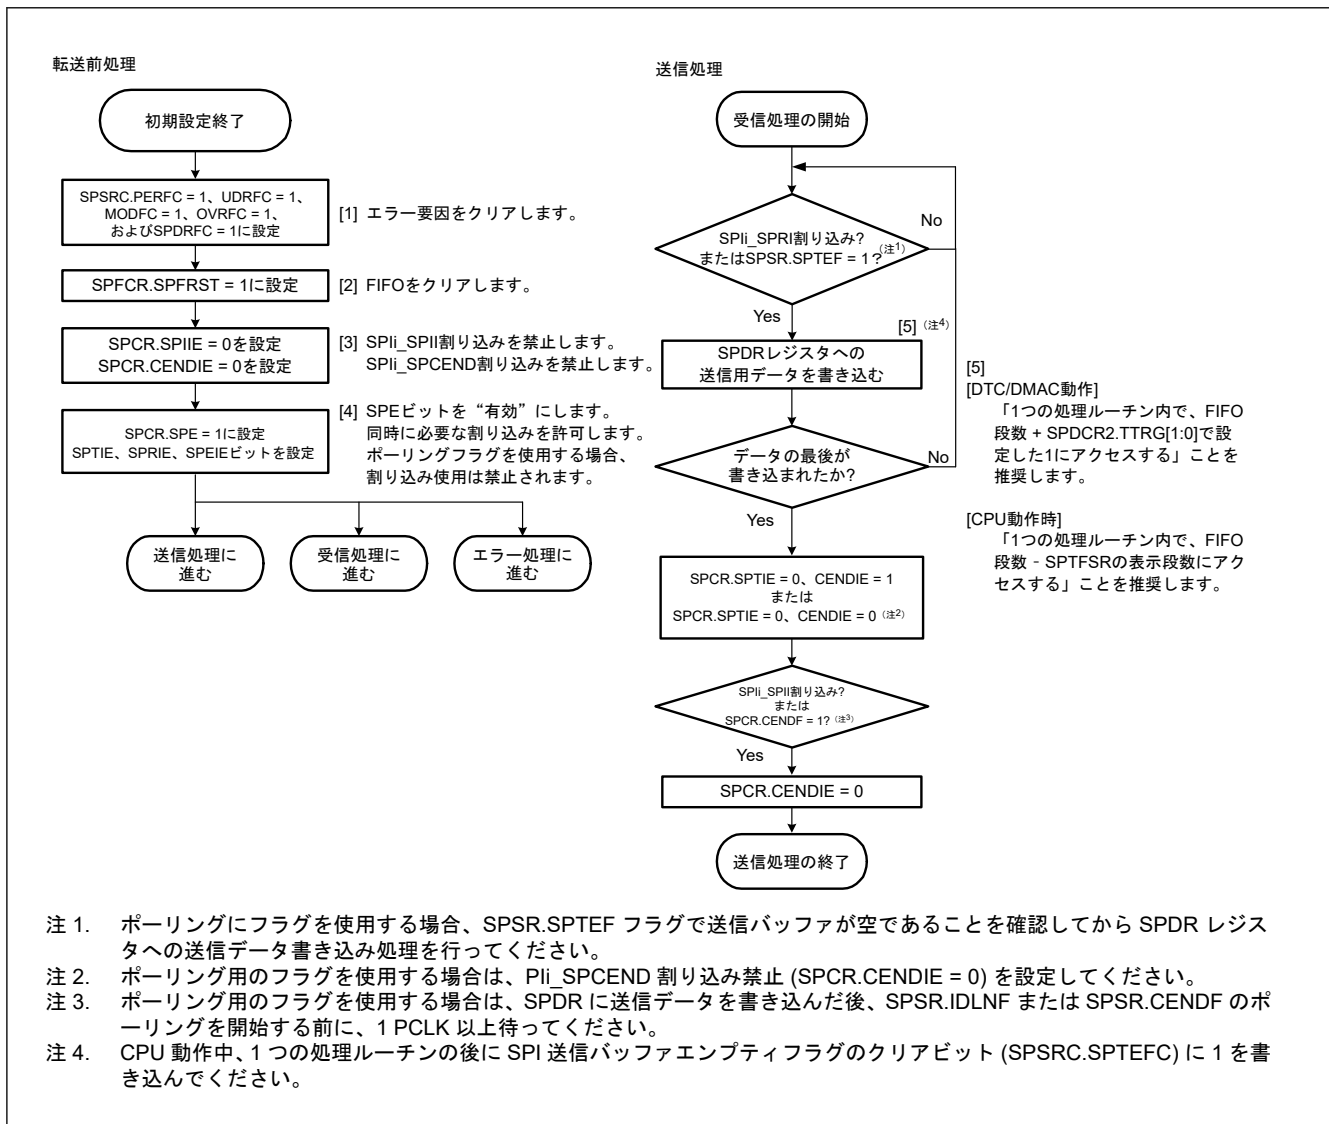 転送前処理
初期設定終了
SPSRC.PERFC = 1、UDRFC = 1、
MODFC = 1、OVRFC = 1、
およびSPDRFC = 1に設定
[1] エラー要因をクリアします。
SPFCR.SPFRST = 1に設定
[2] FIFOをクリアします。
SPCR.SPIIE = 0を設定
SPCR.CENDIE = 0を設定
[3] SPIi_SPII割り込みを禁止します。
SPIi_SPCEND割り込みを禁止します。
SPCR.SPE = 1に設定
SPTIE、SPRIE、SPEIEビットを設定
[4] SPEビットを“有効”にします。
同時に必要な割り込みを許可します。
ポーリングフラグを使用する場合、
割り込み使用は禁止されます。
送信処理に
進む
受信処理に
進む
エラー処理に
進む
送信処理
受信処理の開始
SPIi_SPRI割り込み?
またはSPSR.SPTEF = 1?(注1)
No
Yes
[5] (注4)
SPDRレジスタへの
送信用データを書き込む
データの最後が
書き込まれたか?
No
Yes
SPCR.SPTIE = 0、CENDIE = 1
または
SPCR.SPTIE = 0、CENDIE = 0 (注2)
SPIi_SPII割り込み?
または
SPCR.CENDF = 1? (注3)
Yes
SPCR.CENDIE = 0
送信処理の終了
[5]
[DTC/DMAC動作]
「1つの処理ルーチン内で、FIFO
段数 + SPDCR2.TTRG[1:0]で設
定した1にアクセスする」ことを
推奨します。
[CPU動作時]
「1つの処理ルーチン内で、FIFO
段数 - SPTFSRの表示段数にアク
セスする」ことを推奨します。
注 1. ポーリングにフラグを使用する場合、SPSR.SPTEF フラグで送信バッファが空であることを確認してから SPDR レジス
タへの送信データ書き込み処理を行ってください。
注 2. ポーリング用のフラグを使用する場合は、PIi_SPCEND 割り込み禁止 (SPCR.CENDIE = 0) を設定してください。
注 3. ポーリング用のフラグを使用する場合は、SPDR に送信データを書き込んだ後、SPSR.IDLNF または SPSR.CENDF のポ
ーリングを開始する前に、1 PCLK 以上待ってください。
注 4. CPU 動作中、1 つの処理ルーチンの後に SPI 送信バッファエンプティフラグのクリアビット (SPSRC.SPTEFC) に 1 を書
き込んでください。